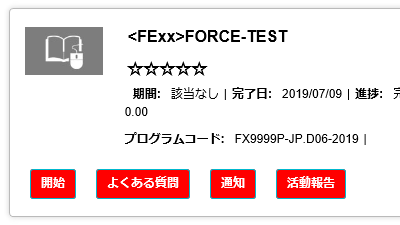 <FExx>FORCE-TEST
☆☆☆☆☆
期間: 該当なし | 完了日: 2019/07/09 | 進捗:
0.00
プログラムコード: FX9999P-JP.D06-2019 |
開始 よくある質問 通知 活動報告